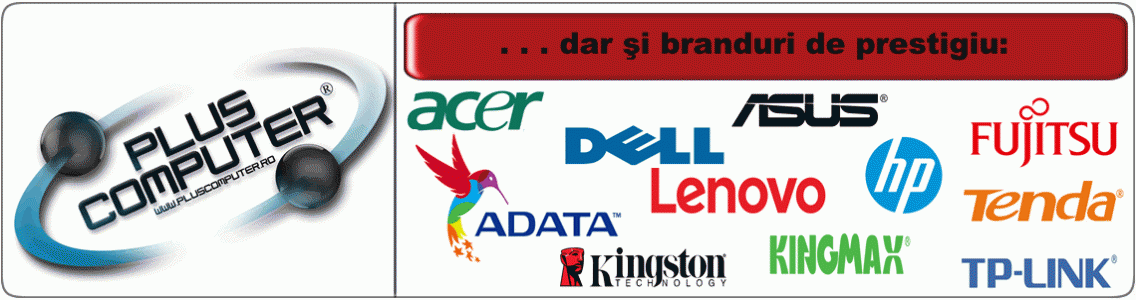 PLUS
COMPUTER®
WWW.PLUSCOMPUTER.RO
. . . dar şi branduri de prestigiu:
acer
ASUS®
FUJITSU
DELL
hp
Lenovo
Tenda®
ADATA™
KINGMAX®
Kingston
TECHNOLOGY
TP-LINK®